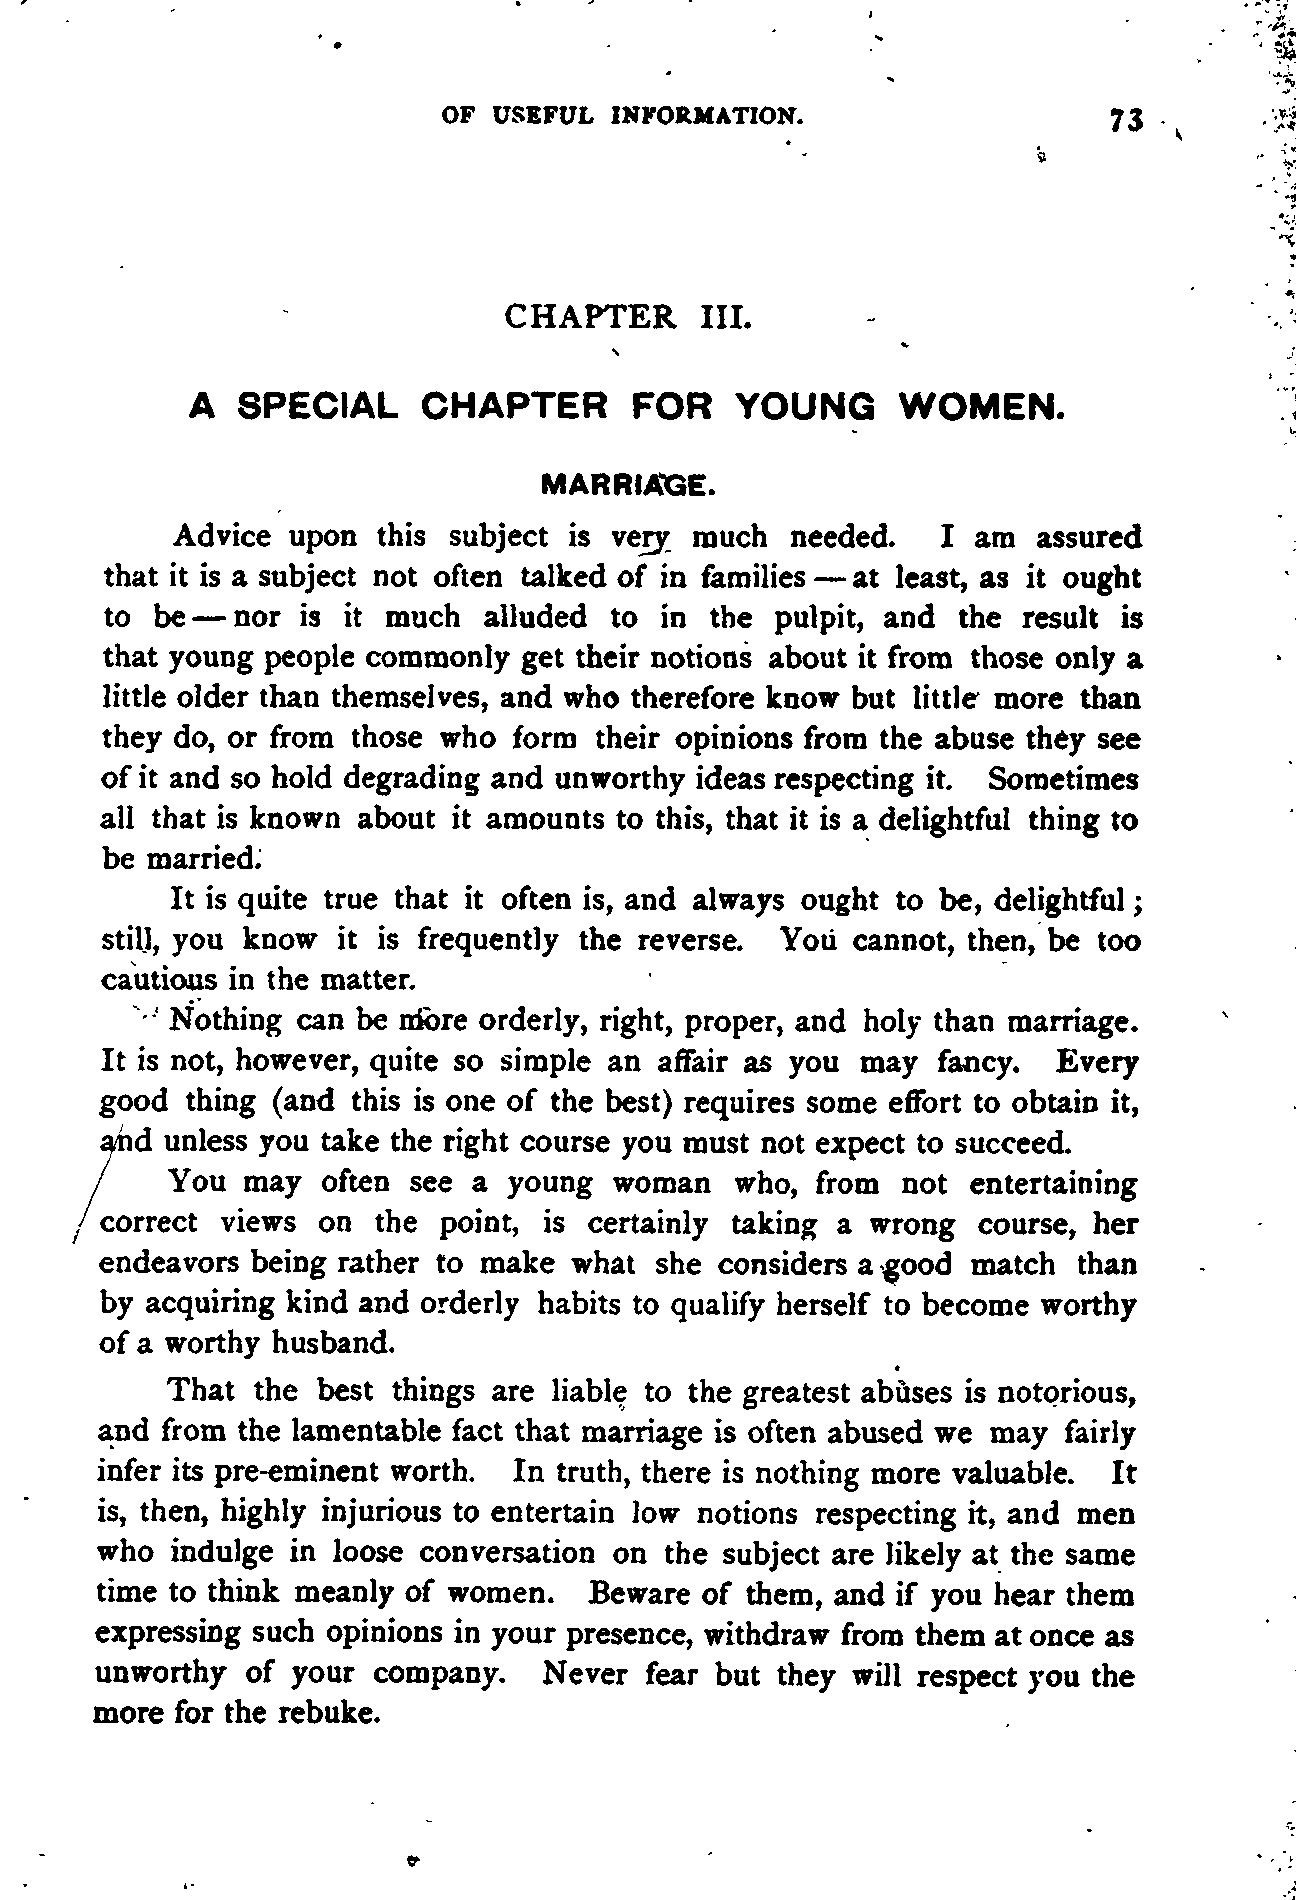 OF USEFUL INFORMATION. 73
CHAPTER III.
A SPECIAL CHAPTER FOR YOUNG WOMEN.
MARRIAGE.
Advice upon this subject is very much needed. I am assured
that it is a subject not often talked of in families — at least, as it ought
to be — nor is it much alluded to in the pulpit, and the result is
that young people commonly get their notions about it from those only a
little older than themselves, and who therefore know but little more than
they do, or from those who form their opinions from the abuse they see
of it and so hold degrading and unworthy ideas respecting it. Sometimes
all that is known about it amounts to this, that it is a delightful thing to
be married.
It is quite true that it often is, and always ought to be, delightful ;
still, you know it is frequently the reverse. You cannot, then, be too
cautious in the matter.
Nothing can be more orderly, right, proper, and holy than marriage.
It is not, however, quite so simple an affair as you may fancy. Every
good thing (and this is one of the best) requires some effort to obtain it,
and unless you take the right course you must not expect to succeed.
You may often see a young woman who, from not entertaining
correct views on the point, is certainly taking a wrong course, her
endeavors being rather to make what she considers a good match than
by acquiring kind and orderly habits to qualify herself to become worthy
of a worthy husband.
That the best things are liable to the greatest abuses is notorious,
and from the lamentable fact that marriage is often abused we may fairly
infer its pre-eminent worth. In truth, there is nothing more valuable. It
is, then, highly injurious to entertain low notions respecting it, and men
who indulge in loose conversation on the subject are likely at the same
time to think meanly of women. Beware of them, and if you hear them
expressing such opinions in your presence, withdraw from them at once as
unworthy of your company. Never fear but they will respect you the
more for the rebuke.